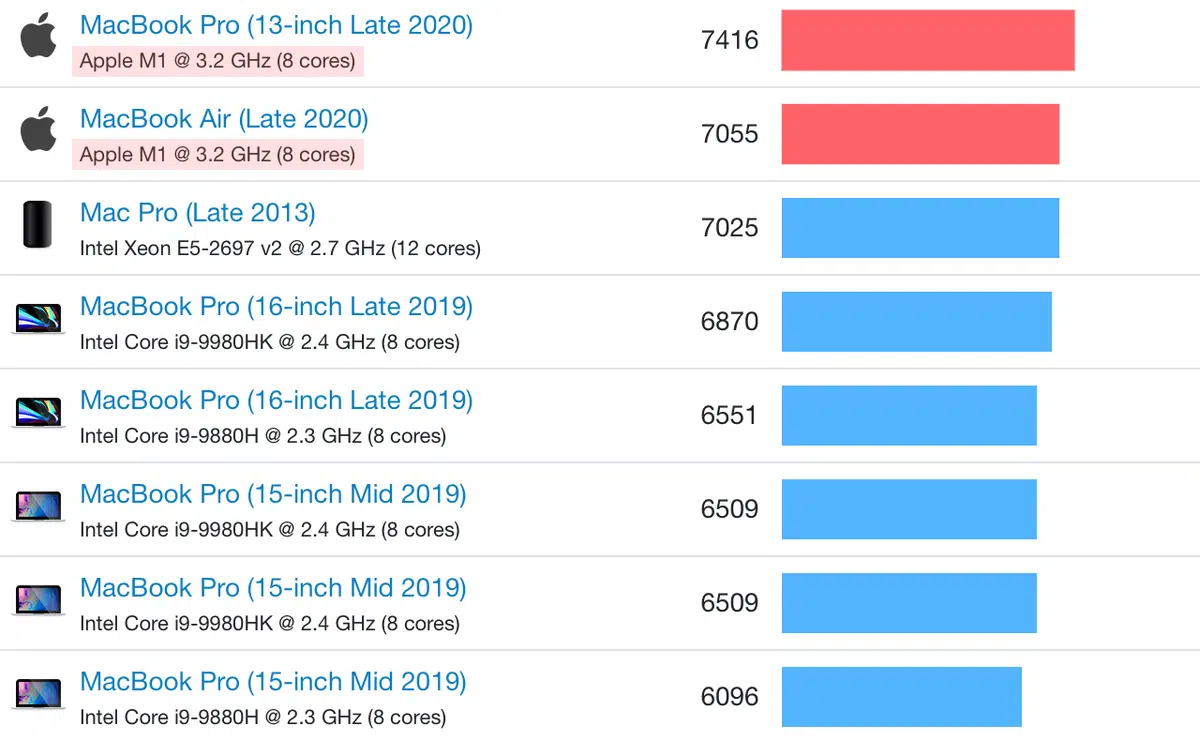 MacBook Pro (13-inch Late 2020)
Apple M1 @ 3.2 GHz (8 cores)
7416
MacBook Air (Late 2020)
Apple M1 @ 3.2 GHz (8 cores)
7055
Mac Pro (Late 2013)
Intel Xeon E5-2697 v2 @ 2.7 GHz (12 cores)
7025
MacBook Pro (16-inch Late 2019)
Intel Core i9-9980HK @ 2.4 GHz (8 cores)
6870
MacBook Pro (16-inch Late 2019)
Intel Core i9-9880H @ 2.3 GHz (8 cores)
6551
MacBook Pro (15-inch Mid 2019)
Intel Core i9-9980HK @ 2.4 GHz (8 cores)
6509
MacBook Pro (15-inch Mid 2019)
Intel Core i9-9980HK @ 2.4 GHz (8 cores)
6509
MacBook Pro (15-inch Mid 2019)
Intel Core i9-9880H @ 2.3 GHz (8 cores)
6096